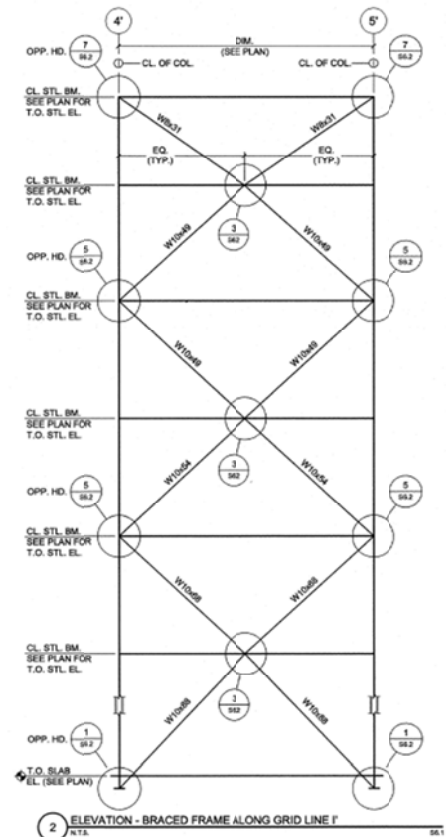 4'
5'
DIM.
(SEE PLAN)
OPP. HD.
7
S6.2
7
S6.2
CL. OF COL.
CL. OF COL.
CL. STL. BM.
SEE PLAN FOR
T.O. STL. EL.
W8x31
W8x31
EQ.
(TYP.)
EQ.
(TYP.)
CL. STL. BM.
SEE PLAN FOR
T.O. STL. EL.
3
S62
W10x49
W10x49
OPP. HD.
5
S6.2
5
S6.2
CL. STL. BM.
SEE PLAN FOR
T.O. STL. EL.
W10x49
W10x49
CL. STL. BM.
SEE PLAN FOR
T.O. STL. EL.
3
S62
W10x54
W10x54
OPP. HD.
5
S6.2
5
S6.2
CL. STL. BM.
SEE PLAN FOR
T.O. STL. EL.
W10x68
W10x68
CL. STL. BM.
SEE PLAN FOR
T.O. STL. EL.
3
S62
W10x88
W10x88
OPP. HD.
1
S6.2
1
S6.2
T.O. SLAB
EL. (SEE PLAN)
2
ELEVATION - BRACED FRAME ALONG GRID LINE I'
N.T.S.
S6.1